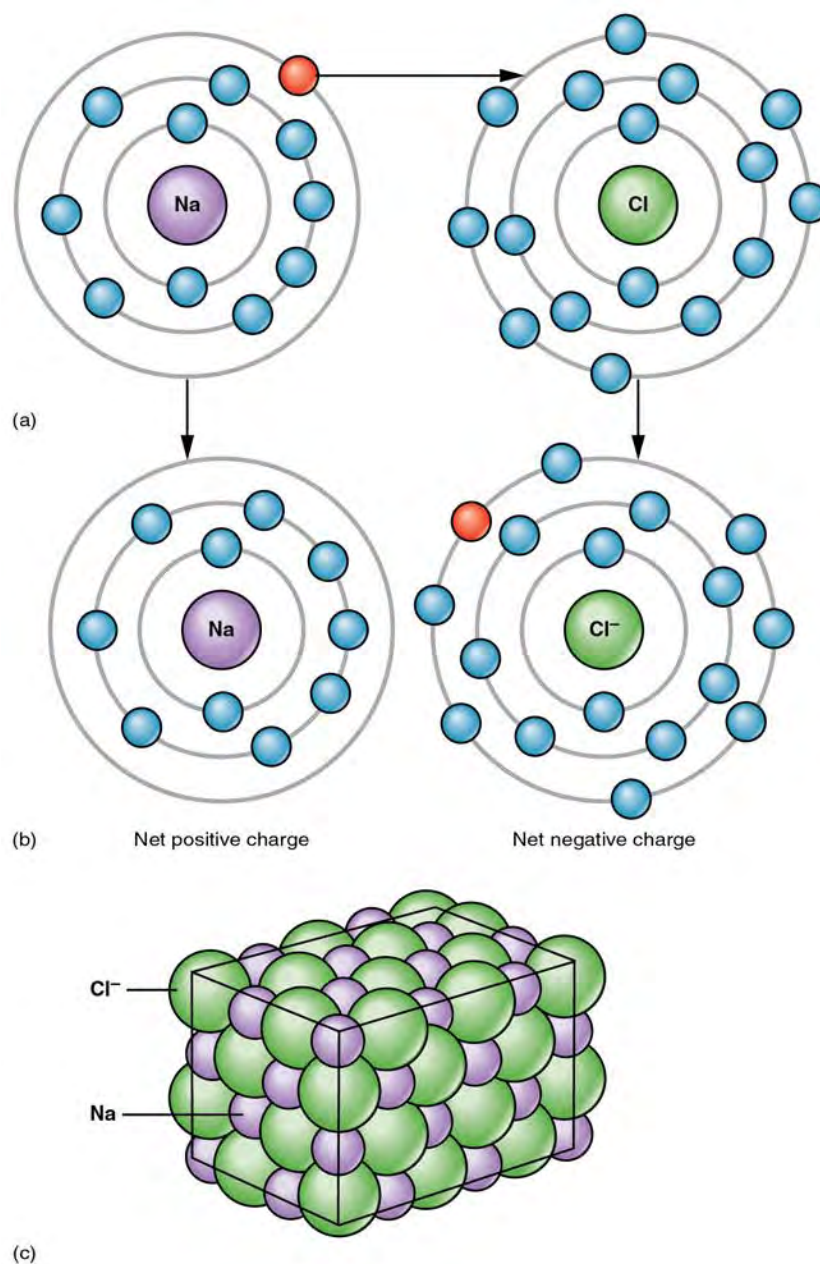 Na
Cl
(a)
Na
Cl⁻
(b) Net positive charge Net negative charge
Cl⁻
Na
(c)